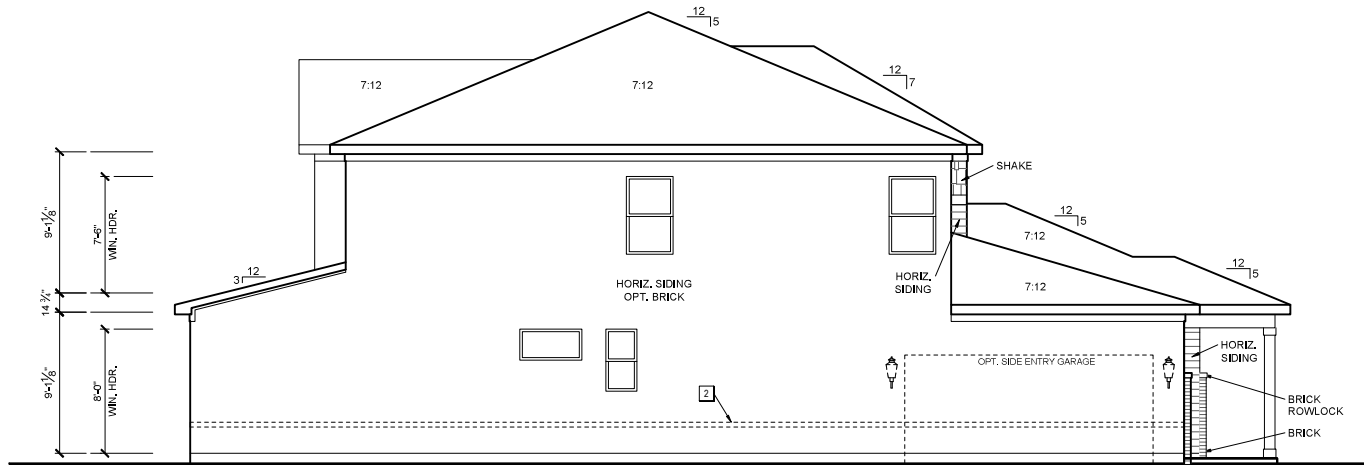 12
5
12
7
7:12
7:12
SHAKE
12
5
7:12
12
5
7:12
9'-1 1/8"
7'-6"
WIN. HDR.
12
3
HORIZ. SIDING
OPT. BRICK
HORIZ.
SIDING
14 3/4"
9'-1 1/8"
8'-0"
WIN. HDR.
OPT. SIDE ENTRY GARAGE
HORIZ.
SIDING
2
BRICK
ROWLOCK
BRICK